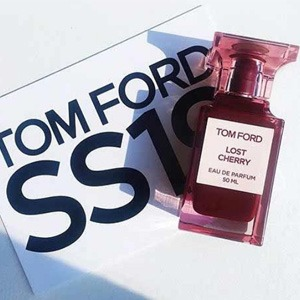 TOM FORD
SS19
TOM FORD
LOST
CHERRY
EAU DE PARFUM
50 ML